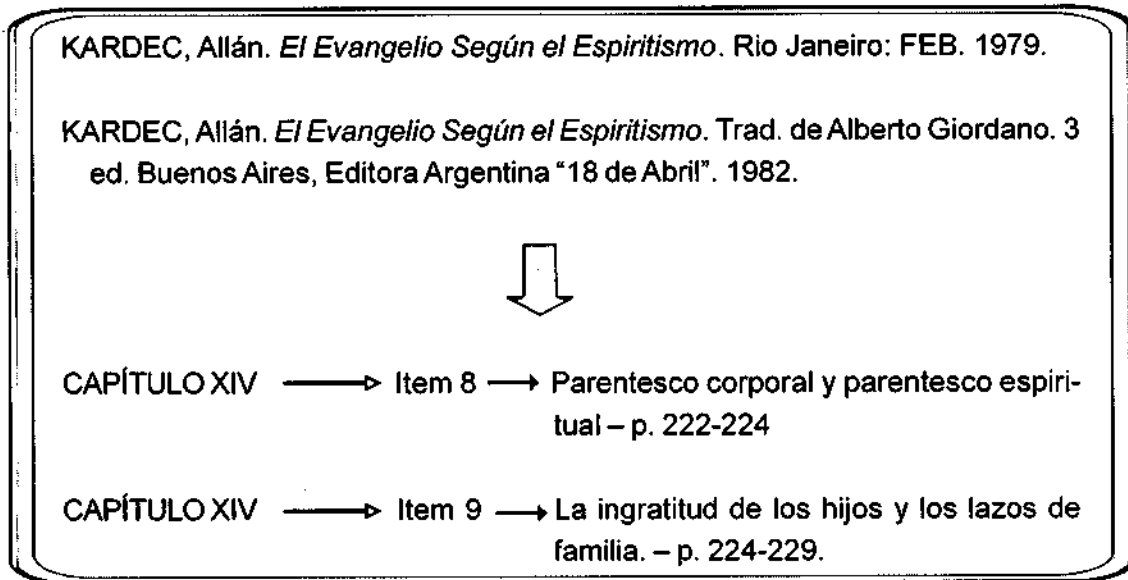 KARDEC, Allán. El Evangelio Según el Espiritismo. Rio Janeiro: FEB. 1979.
KARDEC, Allán. El Evangelio Según el Espiritismo. Trad. de Alberto Giordano. 3
ed. Buenos Aires, Editora Argentina “18 de Abril”. 1982.
CAPÍTULO XIV → Item 8 → Parentesco corporal y parentesco espiri-
tual – p. 222-224
CAPÍTULO XIV → Item 9 → La ingratitud de los hijos y los lazos de
familia. – p. 224-229.